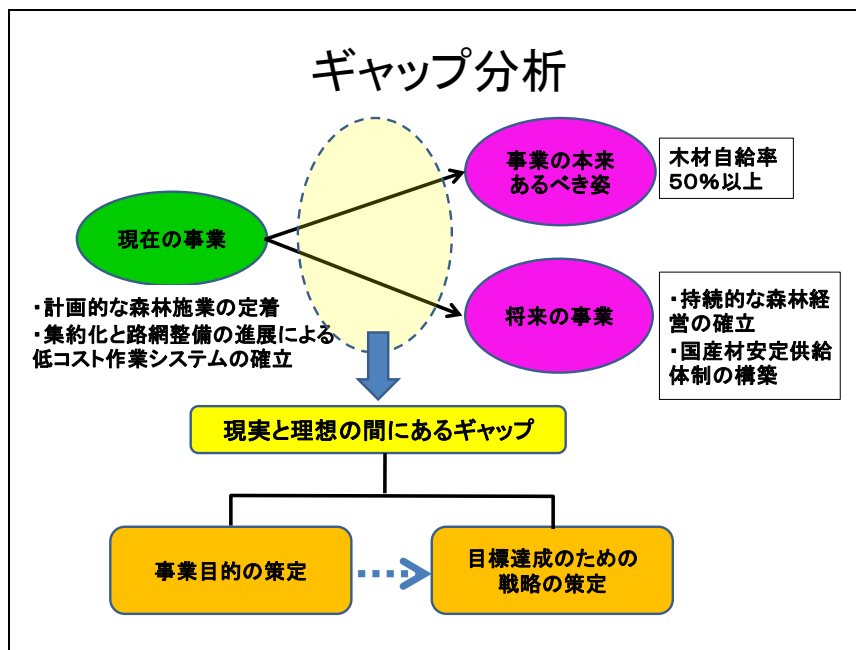 ギャップ分析
事業の本来
あるべき姿
木材自給率
50%以上
現在の事業
・計画的な森林施業の定着
・集約化と路網整備の進展による
低コスト作業システムの確立
将来の事業
・持続的な森林経
営の確立
・国産材安定供給
体制の構築
現実と理想の間にあるギャップ
事業目的の策定
目標達成のための
戦略の策定